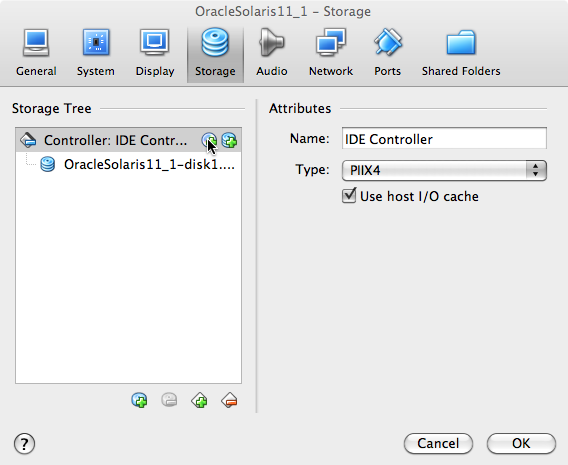 OracleSolaris11_1 – Storage
General System Display Storage Audio Network Ports Shared Folders
Storage Tree
Controller: IDE Contr...
OracleSolaris11_1-disk1....
Attributes
Name: IDE Controller
Type: PIIX4
Use host I/O cache
? Cancel OK